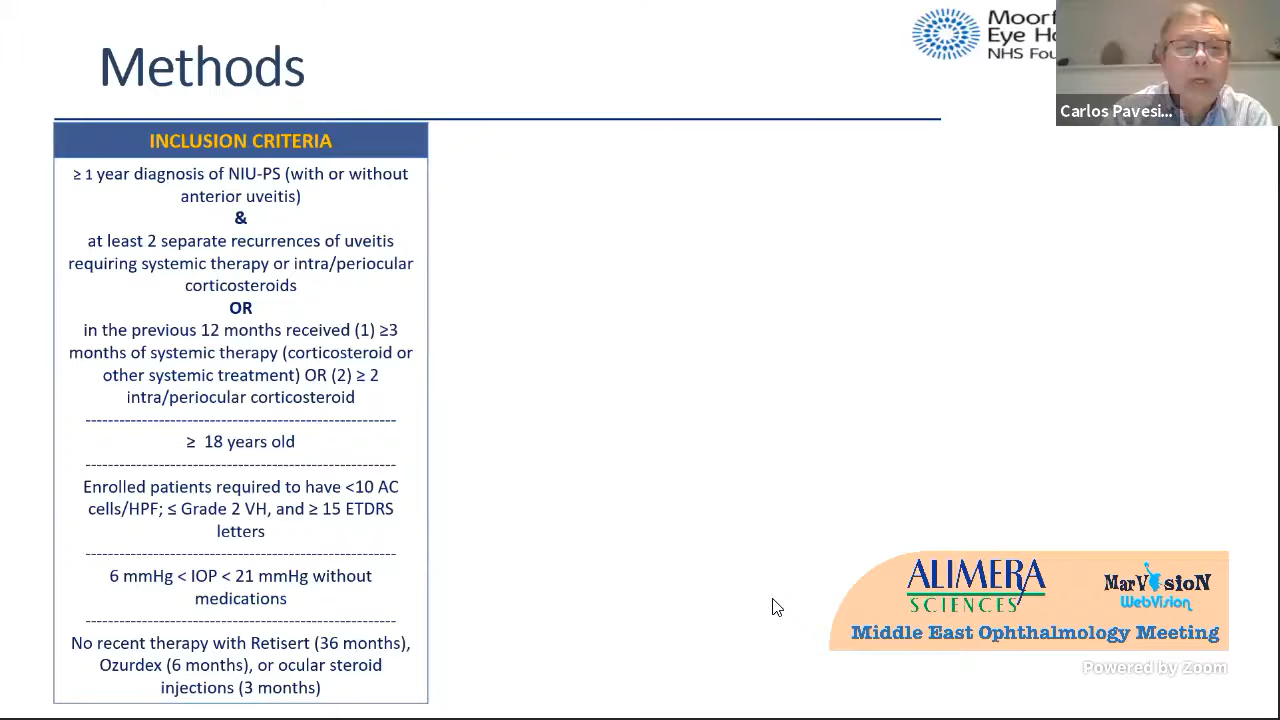 Methods
Moorf
Eye Ho
NHS Fou
Carlos Pavesi...
INCLUSION CRITERIA
≥ 1 year diagnosis of NIU-PS (with or without
anterior uveitis)
&
at least 2 separate recurrences of uveitis
requiring systemic therapy or intra/periocular
corticosteroids
OR
in the previous 12 months received (1) ≥3
months of systemic therapy (corticosteroid or
other systemic treatment) OR (2) ≥ 2
intra/periocular corticosteroid
------------------------------------------------------
≥ 18 years old
------------------------------------------------------
Enrolled patients required to have <10 AC
cells/HPF; ≤ Grade 2 VH, and ≥ 15 ETDRS
letters
------------------------------------------------------
6 mmHg < IOP < 21 mmHg without
medications
------------------------------------------------------
No recent therapy with Retisert (36 months),
Ozurdex (6 months), or ocular steroid
injections (3 months)
ALIMERA
SCIENCES
MarVisioN
WebVision
Middle East Ophthalmology Meeting
Powered by Zoom